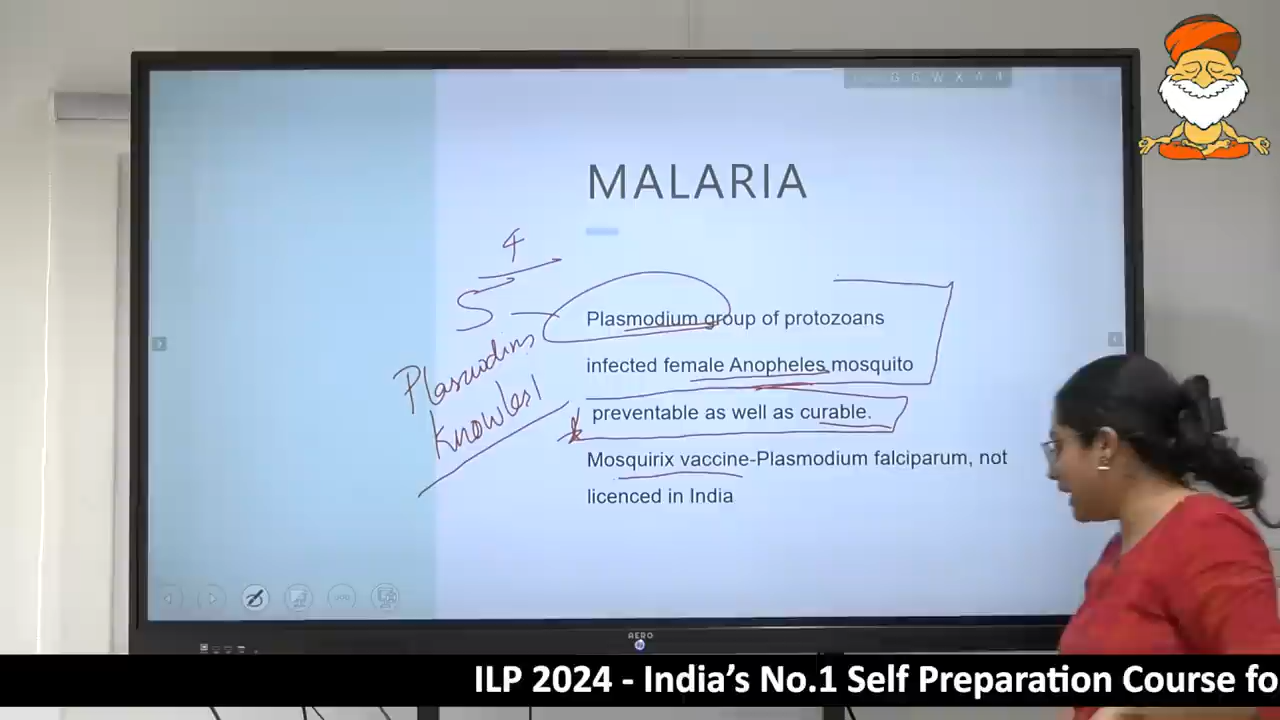 MALARIA
4
5
Plasmodium group of protozoans
Plasmodium
infected female Anopheles mosquito
knowlesi
preventable as well as curable.
Mosquirix vaccine-Plasmodium falciparum, not
licenced in India
AERO
ILP 2024 - India's No.1 Self Preparation Course fo